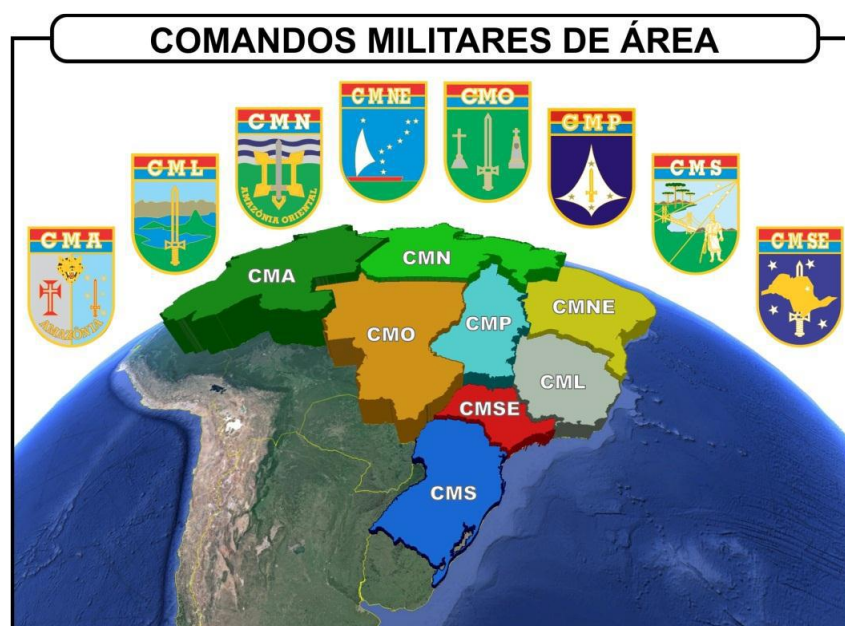 COMANDOS MILITARES DE ÁREA
CMA
AMAZÔNIA
CML
CMN
AMAZÔNIA ORIENTAL
CMNE
CMO
CMP
CMS
CMSE
CMA
CMN
CMO
CMP
CMNE
CML
CMSE
CMS